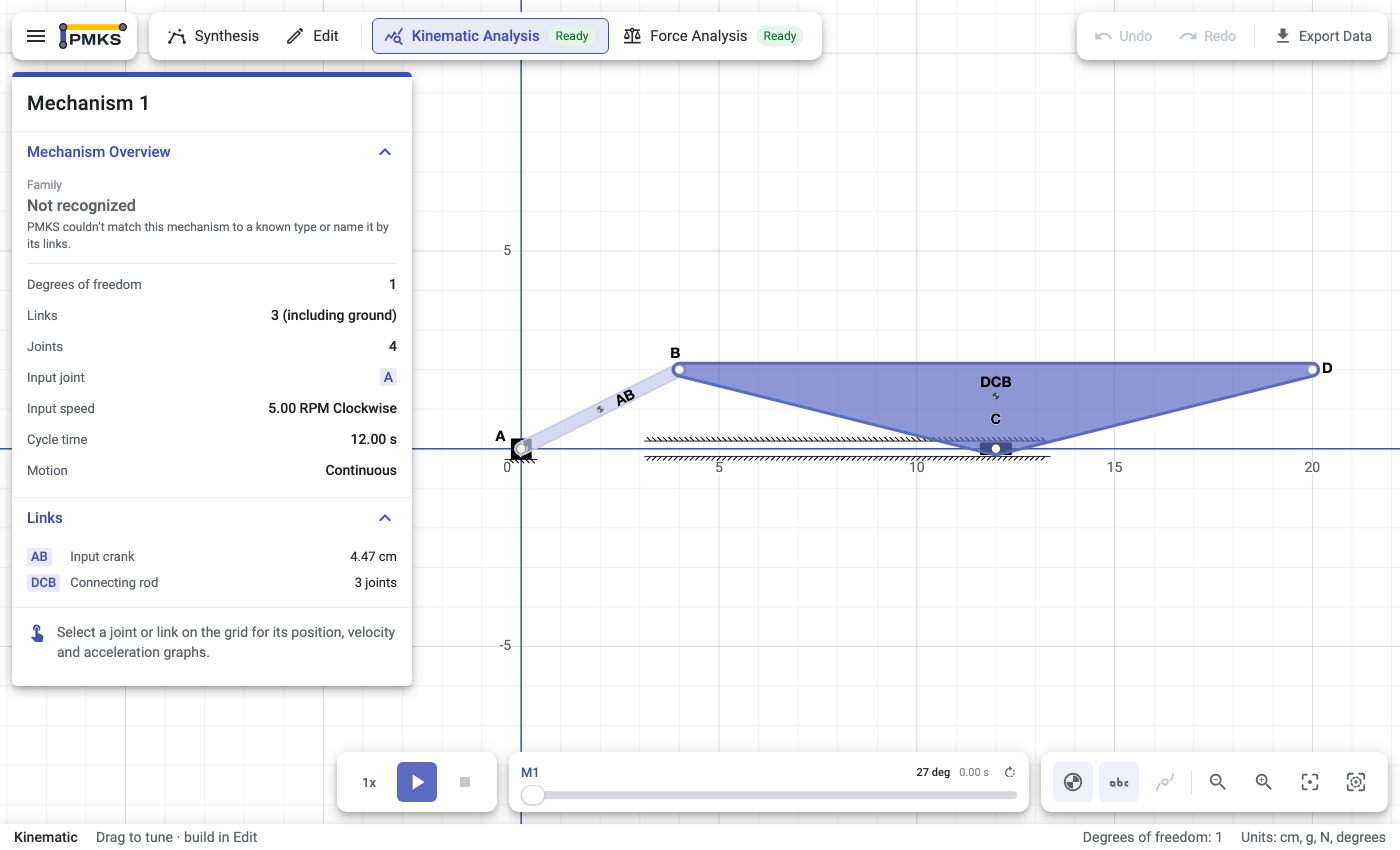 PMKS
Synthesis
Edit
Kinematic Analysis Ready
Force Analysis Ready
Undo
Redo
Export Data
Mechanism 1
Mechanism Overview
Family
Not recognized
PMKS couldn't match this mechanism to a known type or name it by
its links.
Degrees of freedom 1
Links 3 (including ground)
Joints 4
Input joint A
Input speed 5.00 RPM Clockwise
Cycle time 12.00 s
Motion Continuous
Links
AB Input crank 4.47 cm
DCB Connecting rod 3 joints
Select a joint or link on the grid for its position, velocity
and acceleration graphs.
5
B
D
DCB
AB
C
A
0 5 10 15 20
-5
1x
M1 27 deg 0.00 s
abc
Kinematic Drag to tune · build in Edit
Degrees of freedom: 1 Units: cm, g, N, degrees